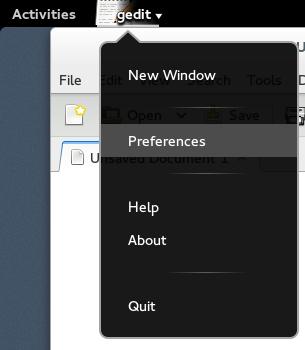 Activities gedit
New Window
File Edit View Search Tools
Open Save
Preferences
Unsaved Document 1
Help
About
Quit